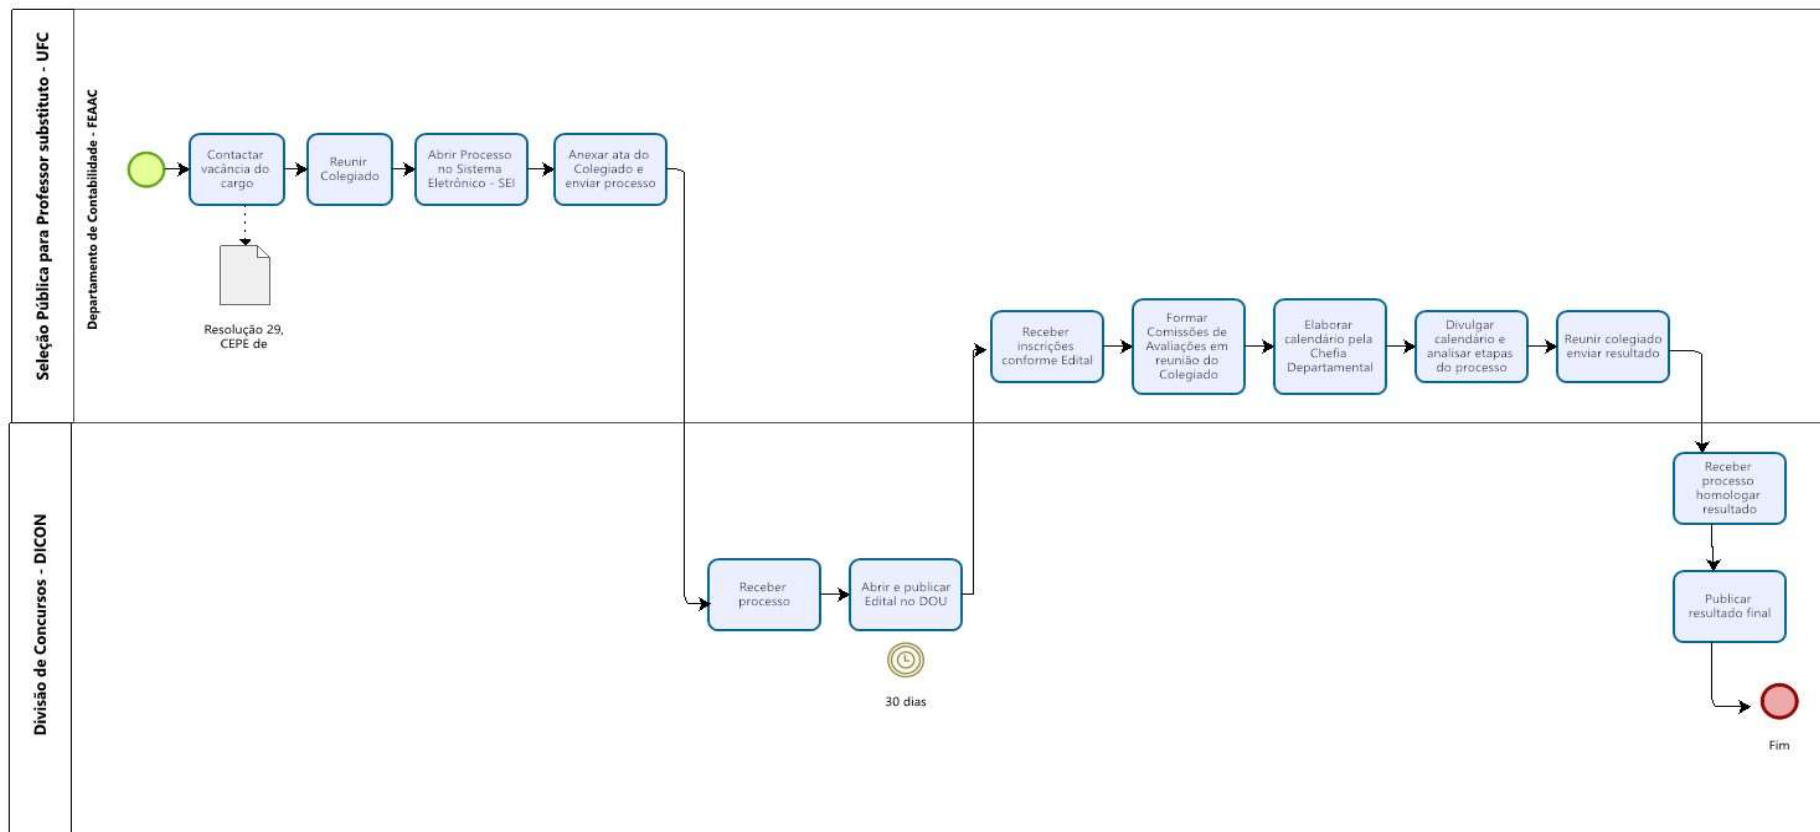 Seleção Pública para Professor substituto - UFC
Departamento de Contabilidade - FEAAC
Contactar
vacância do
cargo
Reunir
Colegiado
Abrir Processo
no Sistema
Eletrônico - SEI
Anexar ata do
Colegiado e
enviar processo
Resolução 29,
CEPE de
Receber
inscrições
conforme Edital
Formar
Comissões de
Avaliações em
reunião do
Colegiado
Elaborar
calendário pela
Chefia
Departamental
Divulgar
calendário e
analisar etapas
do processo
Reunir colegiado
enviar resultado
Divisão de Concursos - DICON
Receber
processo
Abrir e publicar
Edital no DOU
30 dias
Receber
processo
homologar
resultado
Publicar
resultado final
Fim